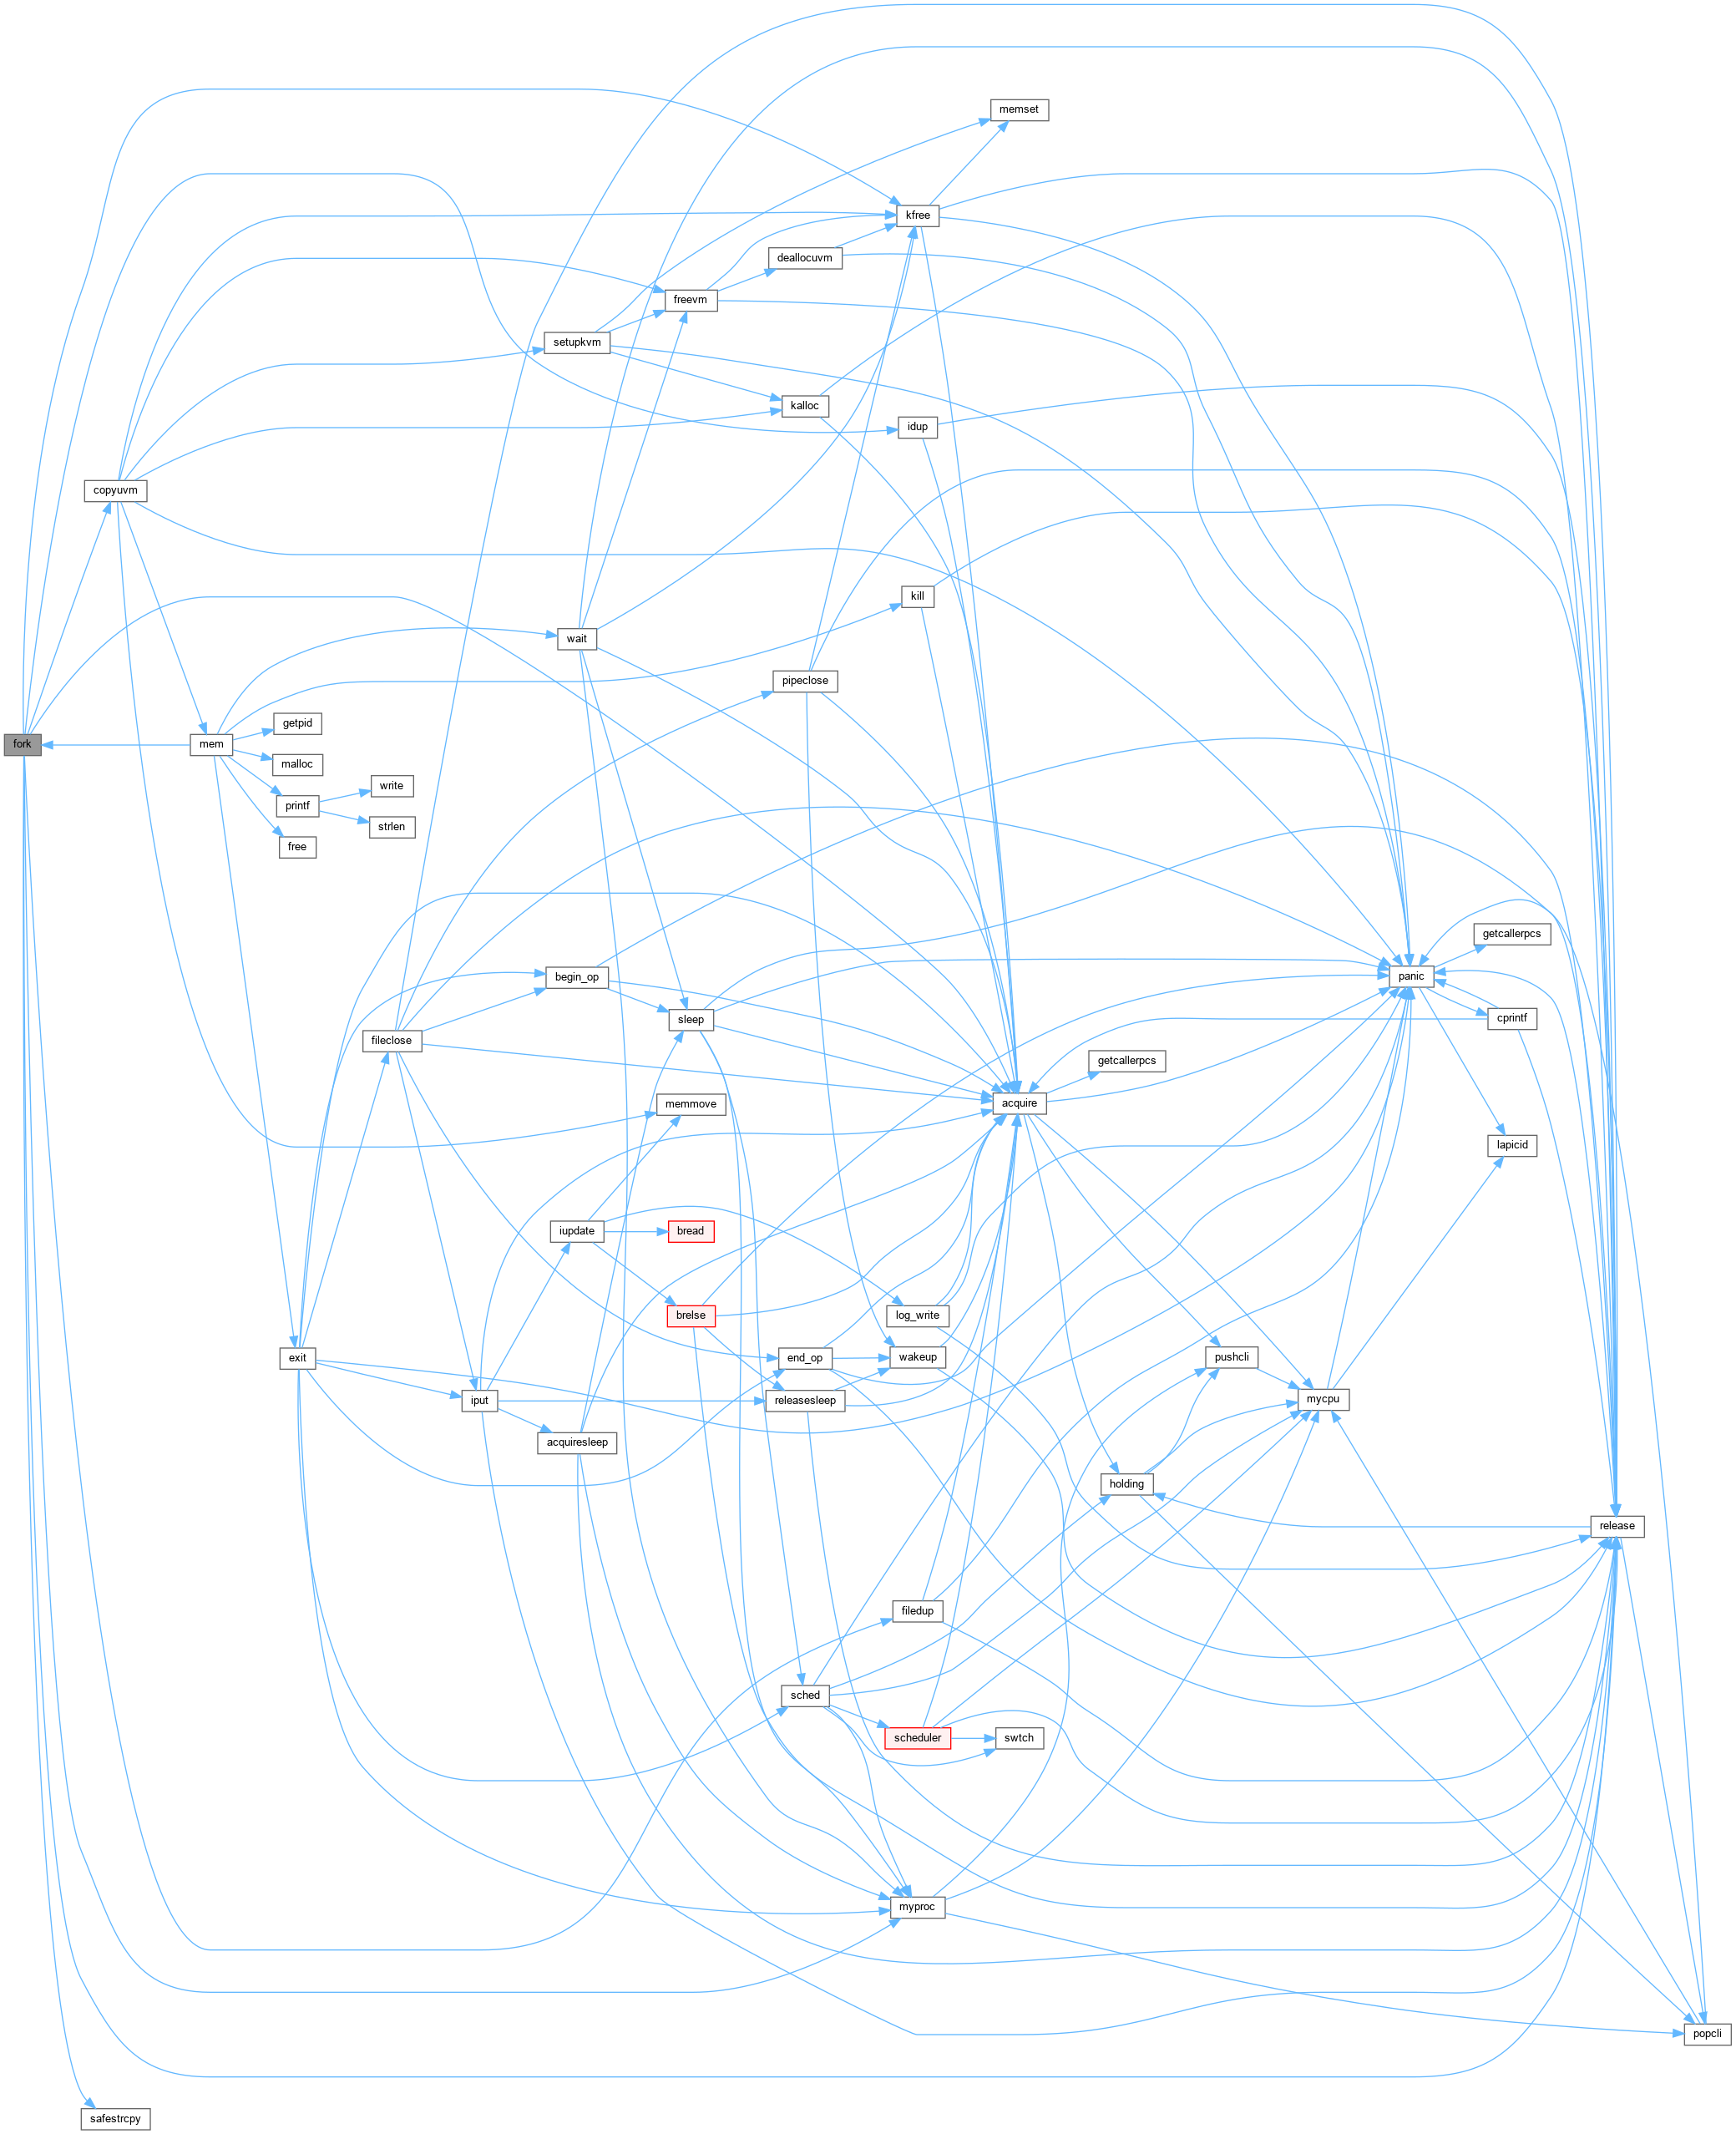 memset
kfree
deallocuvm
freevm
setupkvm
kalloc
idup
copyuvm
kill
wait
pipeclose
getpid
fork
mem
malloc
write
printf
strlen
free
getcallerpcs
begin_op
panic
sleep
cprintf
fileclose
getcallerpcs
memmove
acquire
lapicid
iupdate
bread
brelse
log_write
exit
end_op
wakeup
pushcli
iput
releasesleep
mycpu
acquiresleep
holding
release
filedup
sched
scheduler
swtch
myproc
popcli
safestrcpy